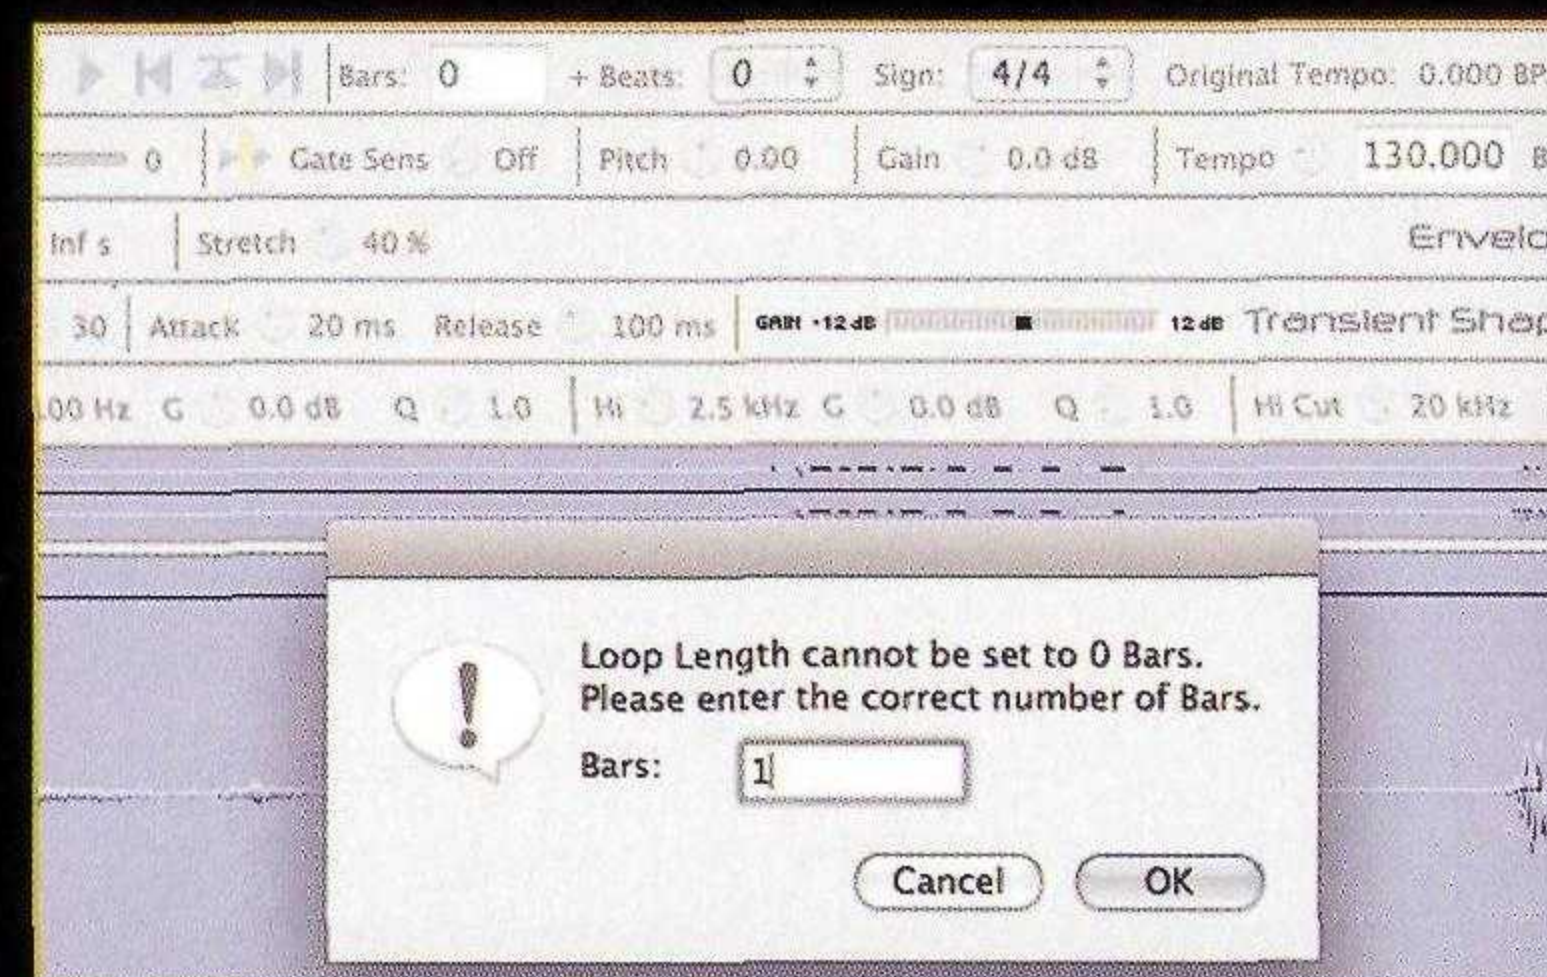 Bars: 0 + Beats: 0 Sign: 4/4 Original Tempo: 0.000 BP
0 Gate Sens Off Pitch 0.00 Gain 0.0 dB Tempo 130.000 B
Inf s Stretch 40 % Envelo
30 Attack 20 ms Release 100 ms GAIN -12 dB 12 dB Transient Shap
.00 Hz G 0.0 dB Q 1.0 Hi 2.5 kHz G 0.0 dB Q 1.0 Hi Cut 20 kHz
Loop Length cannot be set to 0 Bars.
Please enter the correct number of Bars.
Bars: 1
Cancel OK